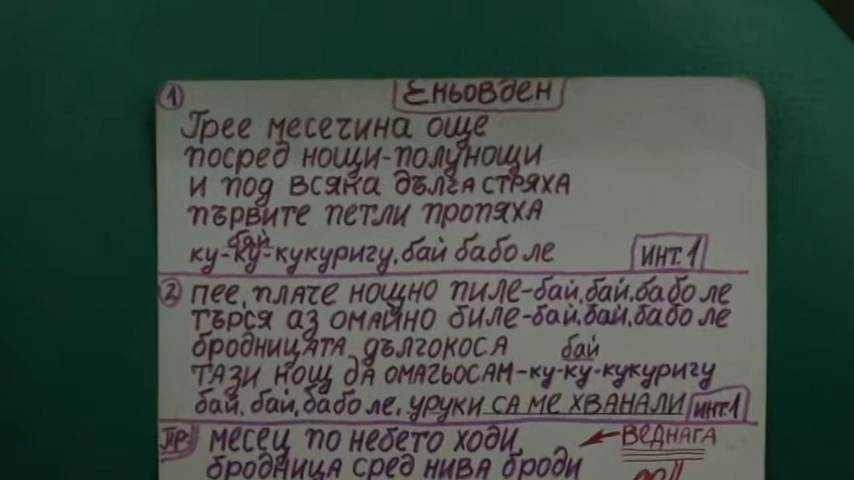 Еньовден
① Грее месечина още
посред нощи-полунощи
и под всяка дълга стряха
първите петли пропяха
бай
ку-ку-кукуригу, бай бабо ле
ИНТ. 1
② Пее, плаче нощно пиле-бай, бай, бабо ле
Търся аз омайно биле-бай, бай, бабо ле
бродницата дългокоса
бай
тази нощ да омагьосам-ку-ку-кукуригу
бай, бай, бабо ле, уруки са ме хванали
ИНТ. 1
ПР. Месец по небето ходи
← ВЕДНАГА
бродница сред нива броди